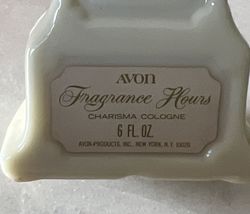 AVON
Fragrance Hours
CHARISMA COLOGNE
6 FL. OZ.
AVON PRODUCTS, INC., NEW YORK, N.Y. 10020